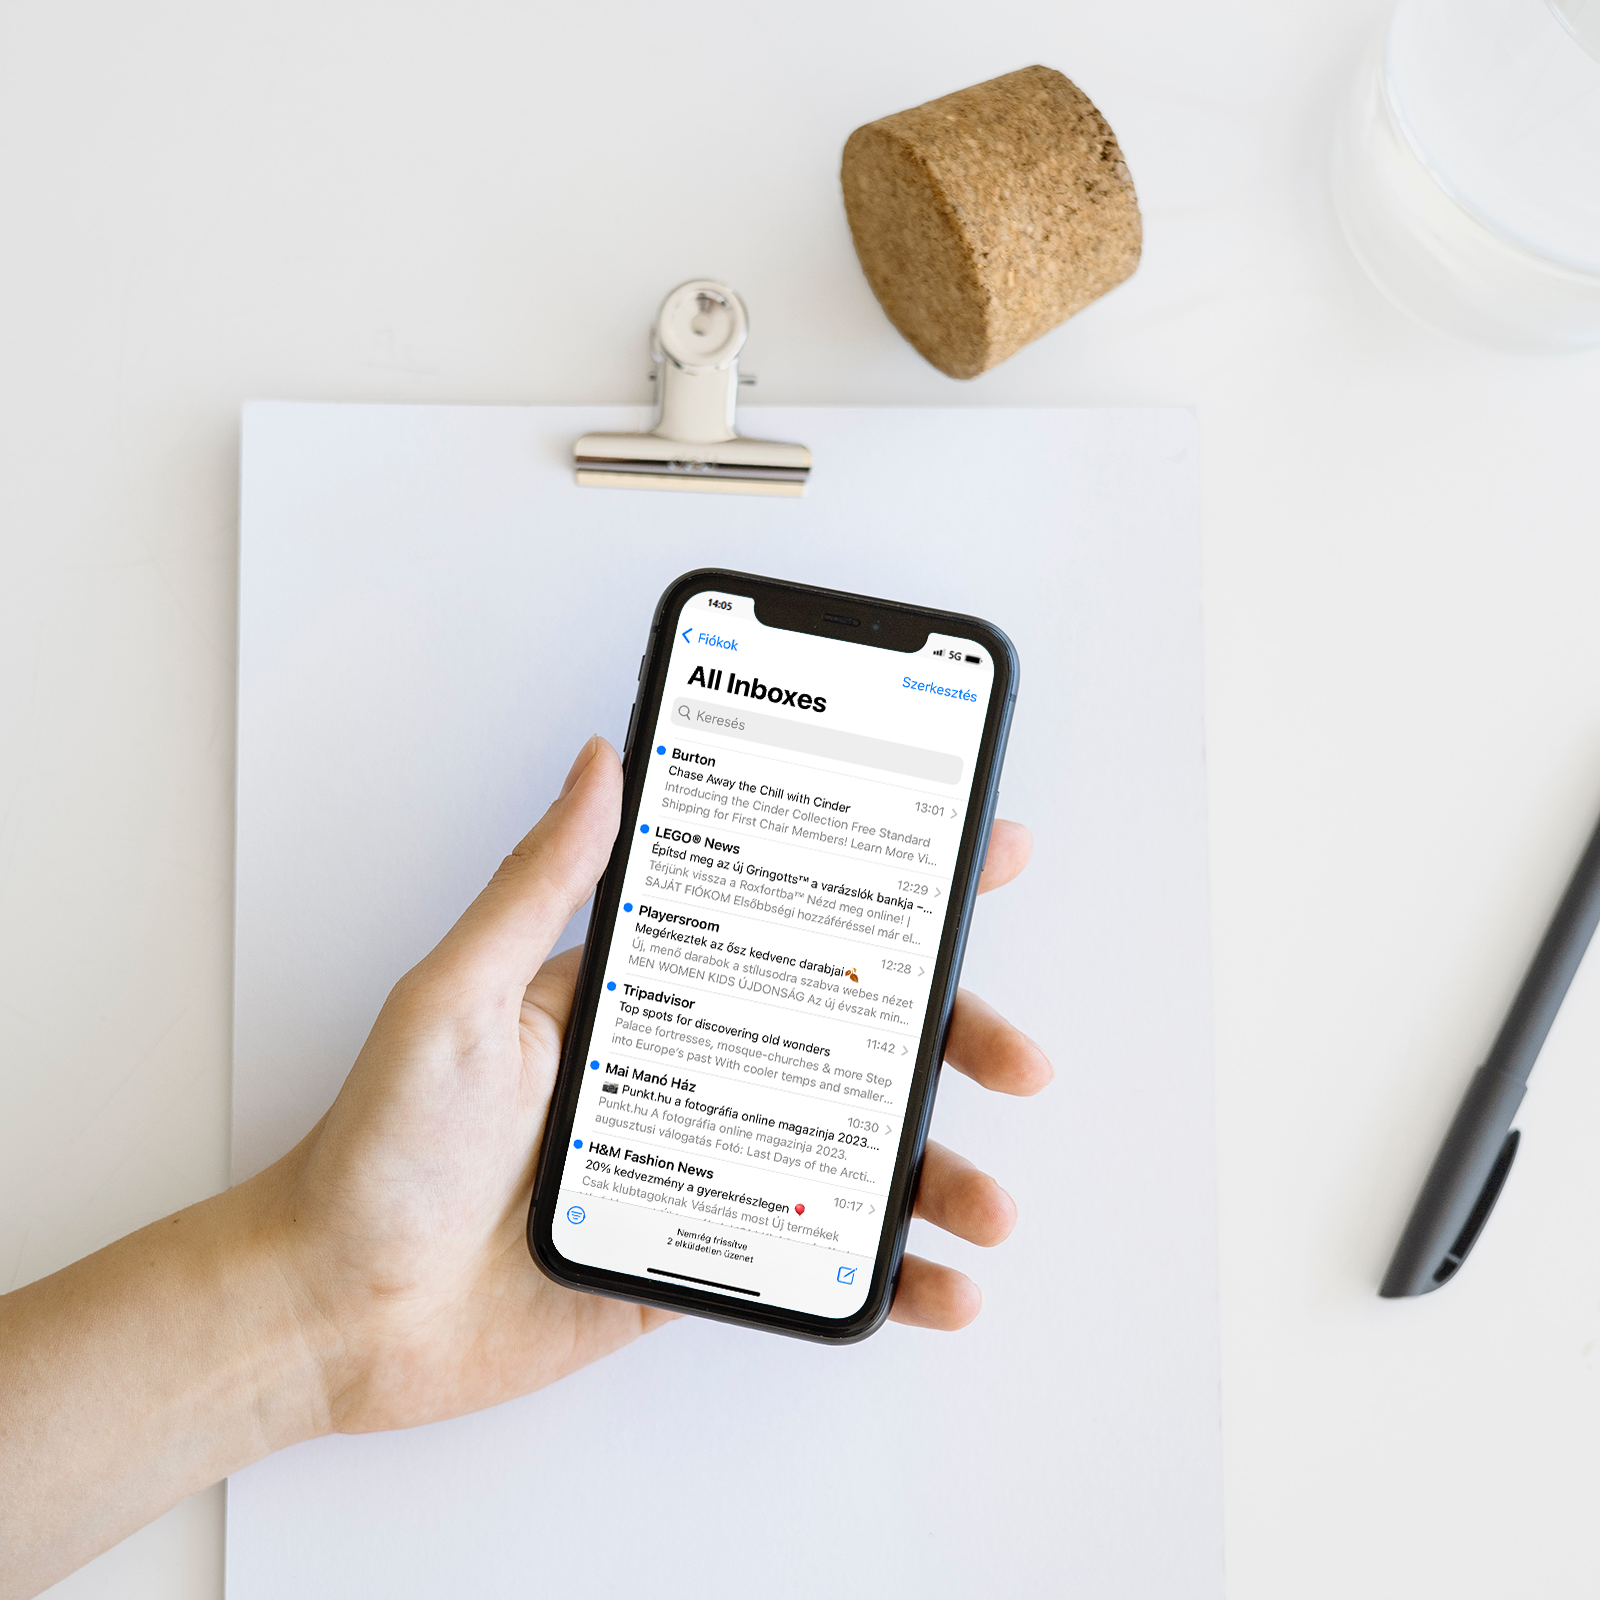 14:05
5G
Fiókok
Szerkesztés
All Inboxes
Keresés
Burton
13:01
Chase Away the Chill with Cinder
Introducing the Cinder Collection Free Standard
Shipping for First Chair Members! Learn More Vi...
LEGO® News
12:29
Építsd meg az új Gringotts™ a varázslók bankja –...
Térjünk vissza a Roxfortba™ Nézd meg online! |
SAJÁT FIÓKOM Elsőbbségi hozzáféréssel már el...
Playersroom
12:28
Megérkeztek az ősz kedvenc darabjai🍂
Új, menő darabok a stílusodra szabva webes nézet
MEN WOMEN KIDS ÚJDONSÁG Az új évszak min...
Tripadvisor
11:42
Top spots for discovering old wonders
Palace fortresses, mosque-churches & more Step
into Europe's past With cooler temps and smaller...
Mai Manó Ház
10:30
📷 Punkt.hu a fotográfia online magazinja 2023....
Punkt.hu A fotográfia online magazinja 2023.
augusztusi válogatás Fotó: Last Days of the Arcti...
H&M Fashion News
10:17
20% kedvezmény a gyerekrészlegen 🎈
Csak klubtagoknak Vásárlás most Új termékek
Nemrég frissítve
2 elküldetlen üzenet